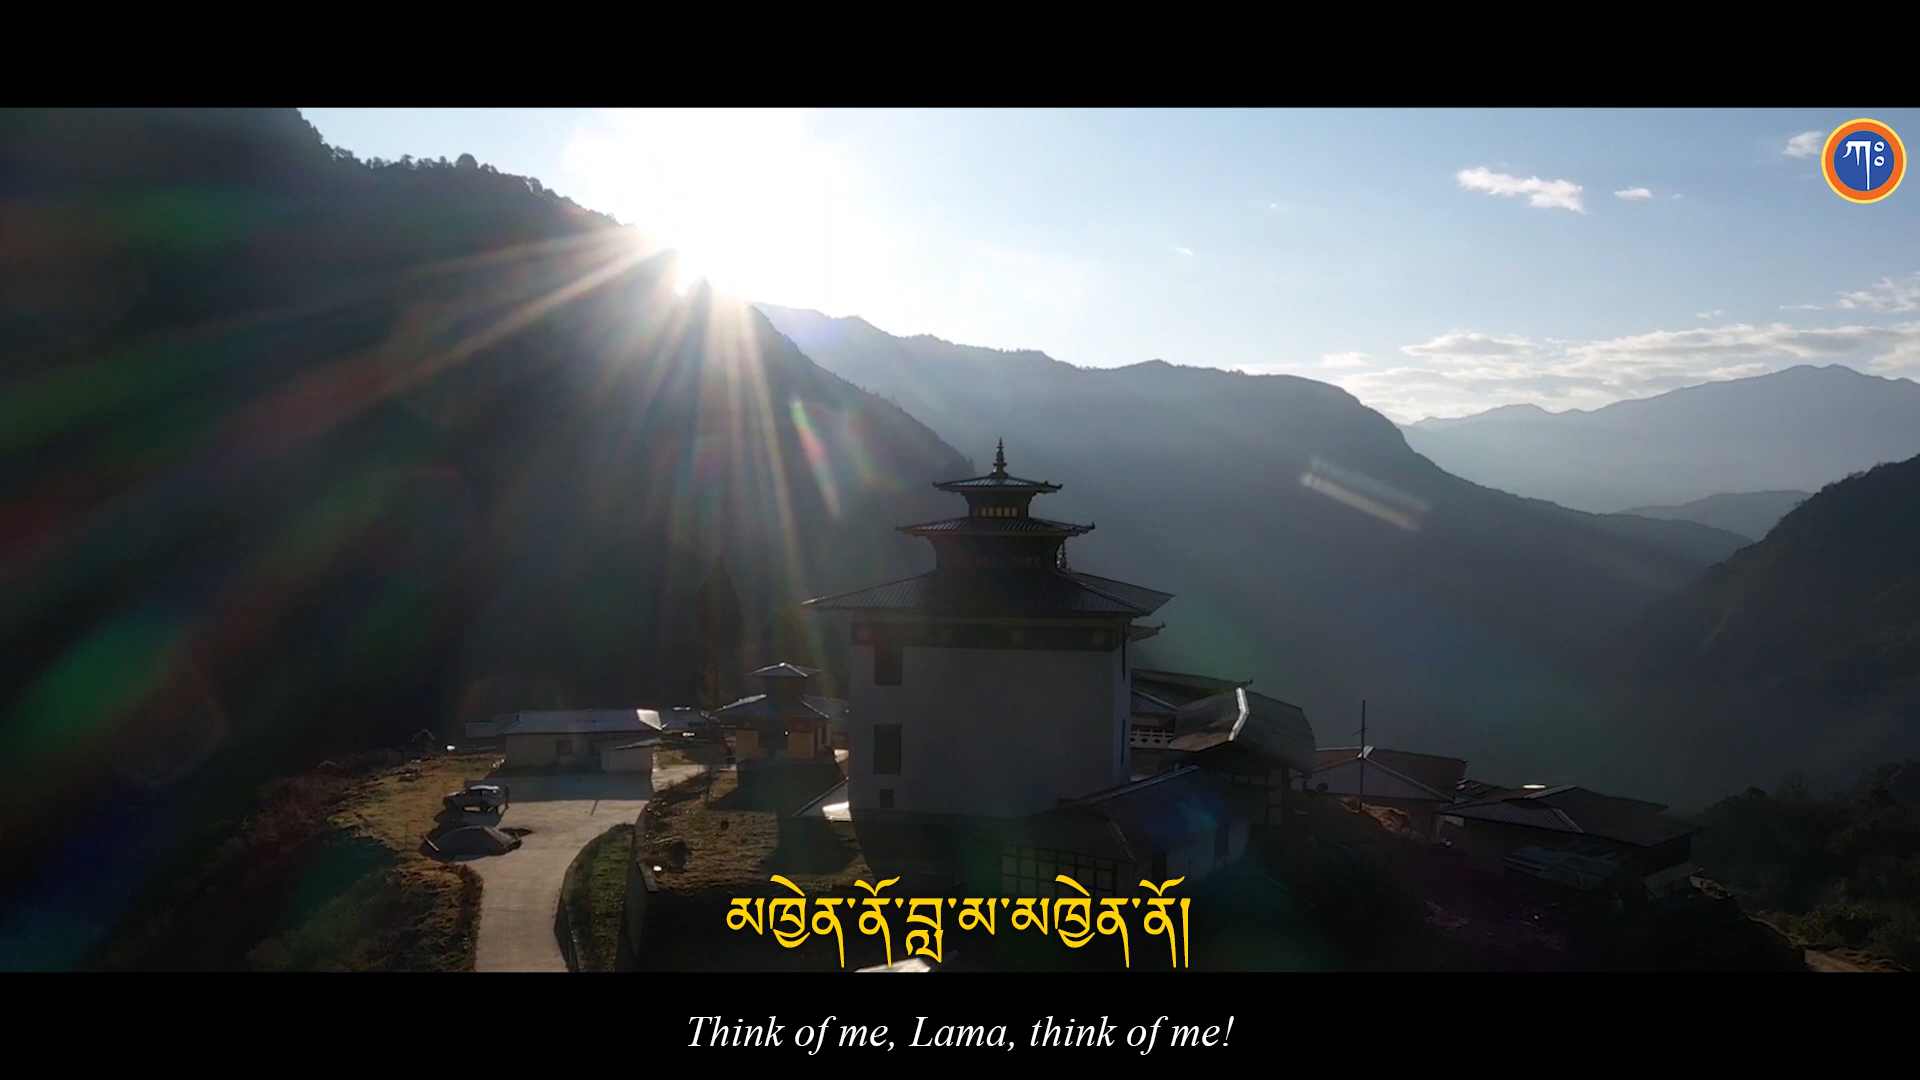 ཀཿ
མཁྱེན་ནོ་བླ་མ་མཁྱེན་ནོ།
Think of me, Lama, think of me!